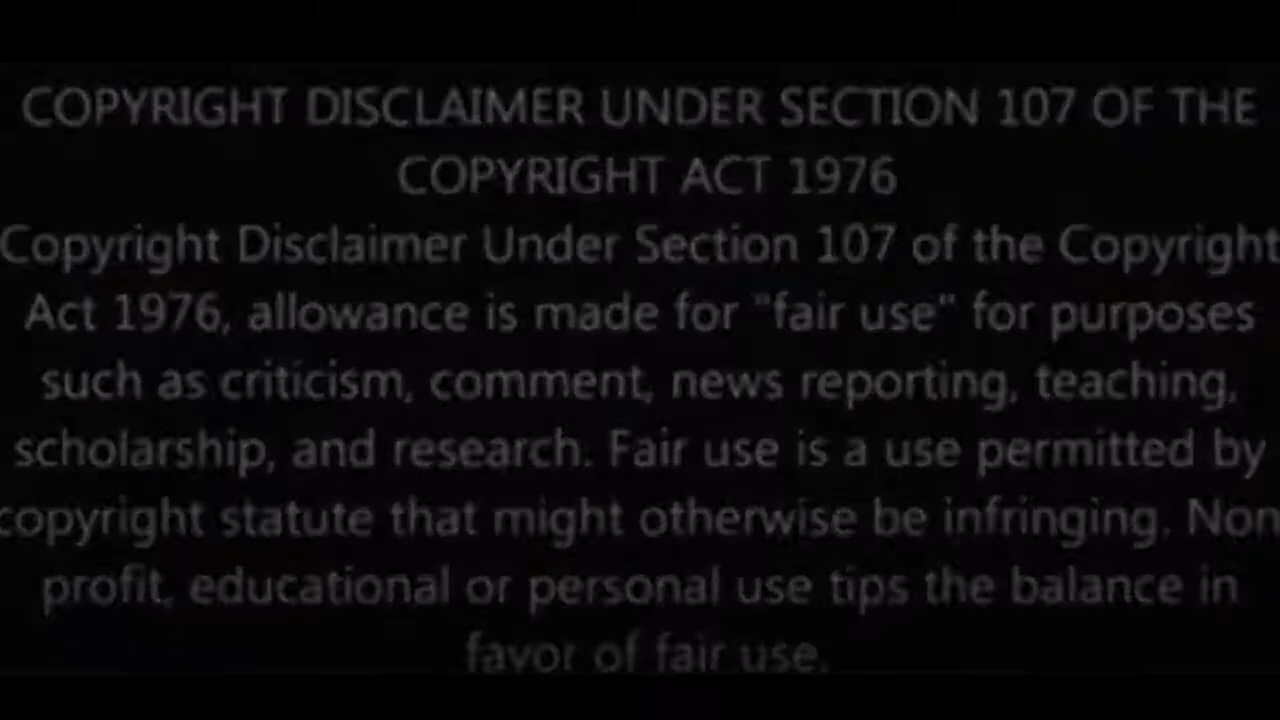 COPYRIGHT DISCLAIMER UNDER SECTION 107 OF THE
COPYRIGHT ACT 1976
Copyright Disclaimer Under Section 107 of the Copyright
Act 1976, allowance is made for "fair use" for purposes
such as criticism, comment, news reporting, teaching,
scholarship, and research. Fair use is a use permitted by
copyright statute that might otherwise be infringing. Non
profit, educational or personal use tips the balance in
favor of fair use.